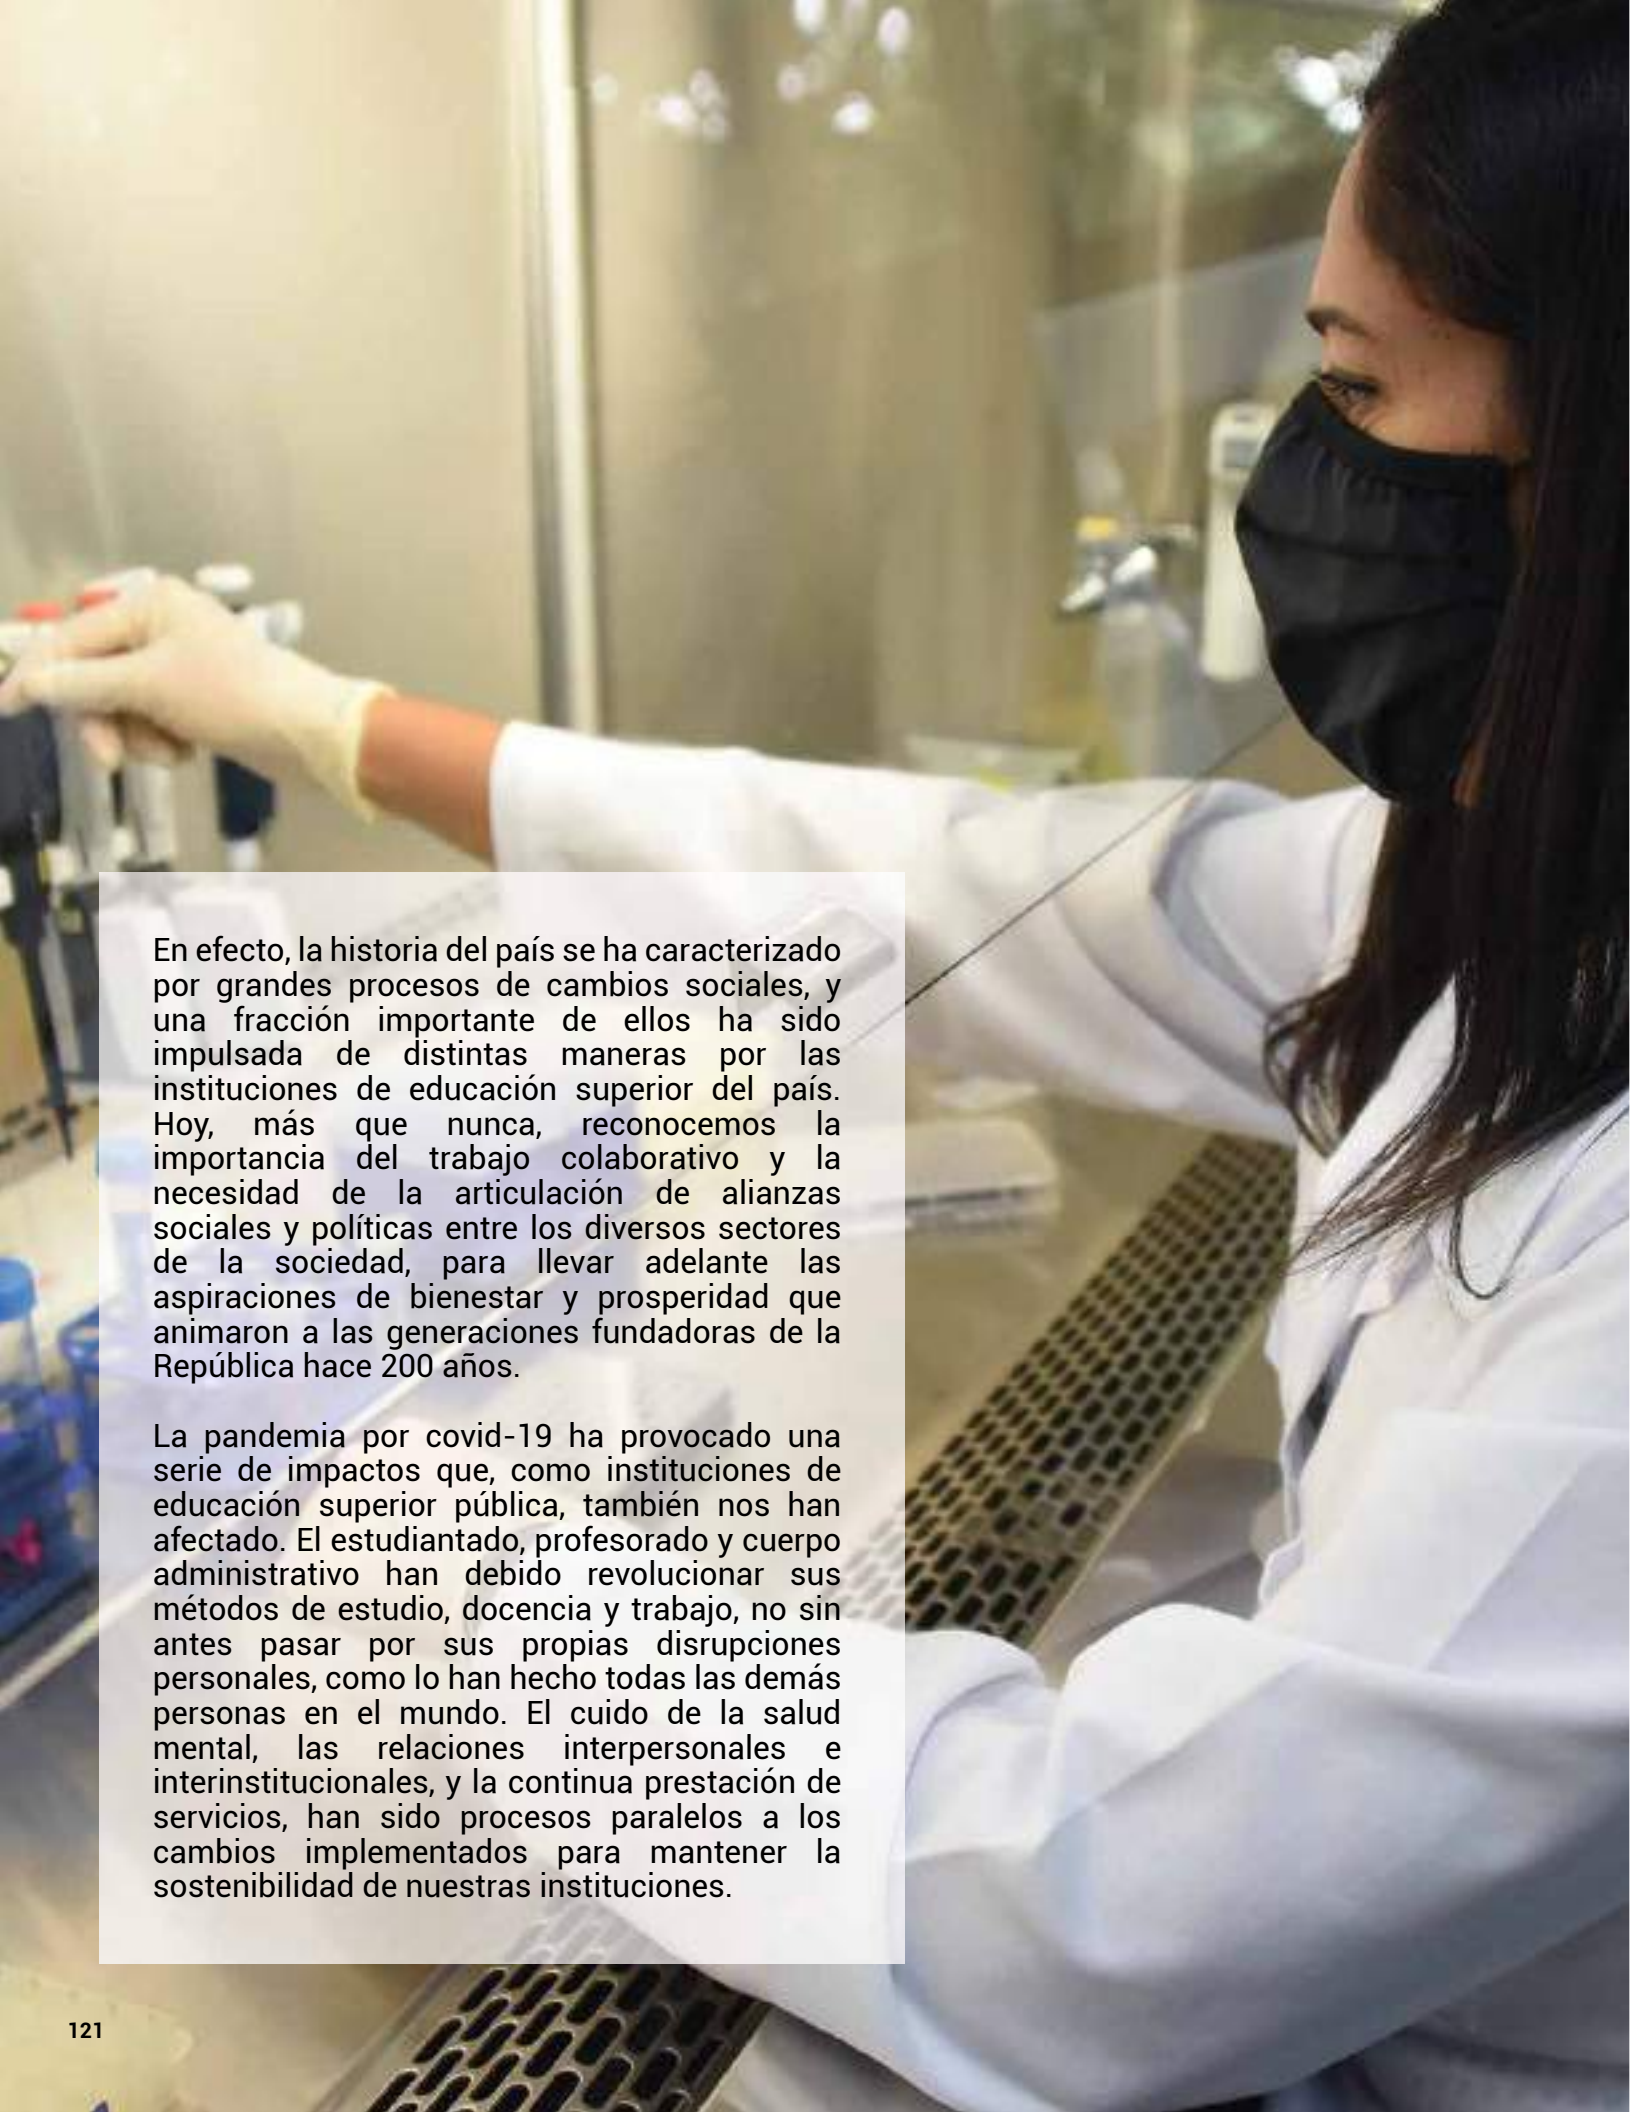 En efecto, la historia del país se ha caracterizado
por grandes procesos de cambios sociales, y
una fracción importante de ellos ha sido
impulsada de distintas maneras por las
instituciones de educación superior del país.
Hoy, más que nunca, reconocemos la
importancia del trabajo colaborativo y la
necesidad de la articulación de alianzas
sociales y políticas entre los diversos sectores
de la sociedad, para llevar adelante las
aspiraciones de bienestar y prosperidad que
animaron a las generaciones fundadoras de la
República hace 200 años.
La pandemia por covid-19 ha provocado una
serie de impactos que, como instituciones de
educación superior pública, también nos han
afectado. El estudiantado, profesorado y cuerpo
administrativo han debido revolucionar sus
métodos de estudio, docencia y trabajo, no sin
antes pasar por sus propias disrupciones
personales, como lo han hecho todas las demás
personas en el mundo. El cuido de la salud
mental, las relaciones interpersonales e
interinstitucionales, y la continua prestación de
servicios, han sido procesos paralelos a los
cambios implementados para mantener la
sostenibilidad de nuestras instituciones.
121